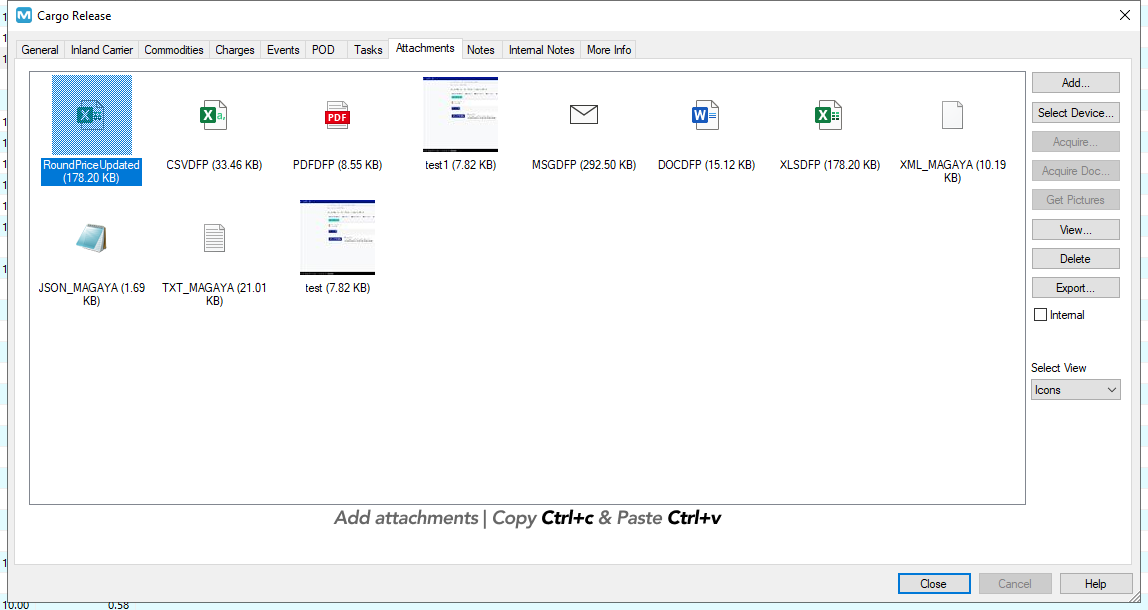 Cargo Release
General Inland Carrier Commodities Charges Events POD Tasks Attachments Notes Internal Notes More Info
RoundPriceUpdated
(178.20 KB)
CSVDFP (33.46 KB)
PDFDFP (8.55 KB)
test1 (7.82 KB)
MSGDFP (292.50 KB)
DOCDFP (15.12 KB)
XLSDFP (178.20 KB)
XML_MAGAYA (10.19
KB)
JSON_MAGAYA (1.69
KB)
TXT_MAGAYA (21.01
KB)
test (7.82 KB)
Add...
Select Device...
Acquire...
Acquire Doc...
Get Pictures
View...
Delete
Export...
Internal
Select View
Icons
Add attachments | Copy Ctrl+c & Paste Ctrl+v
Close Cancel Help
10.00 0.58